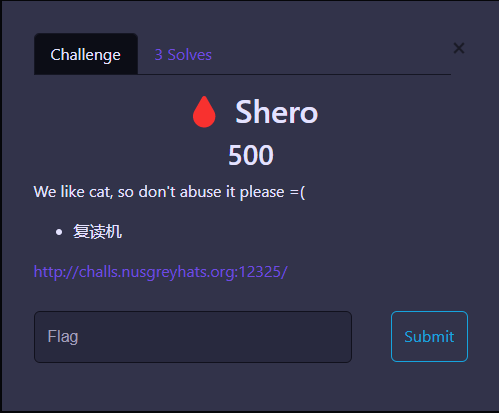 Challenge
3 Solves
×
Shero
500
We like cat, so don't abuse it please =(
• 复读机
http://challs.nusgreyhats.org:12325/
Flag
Submit